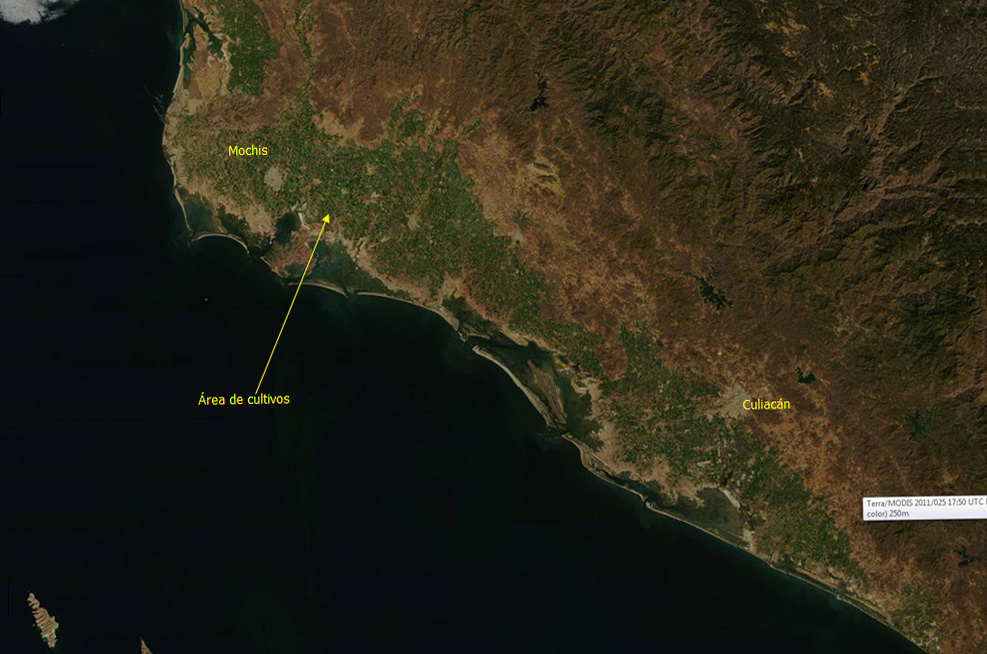 Mochis
Área de cultivos
Culiacán
Terra/MODIS 2011/025 17:50 UTC
color) 250m